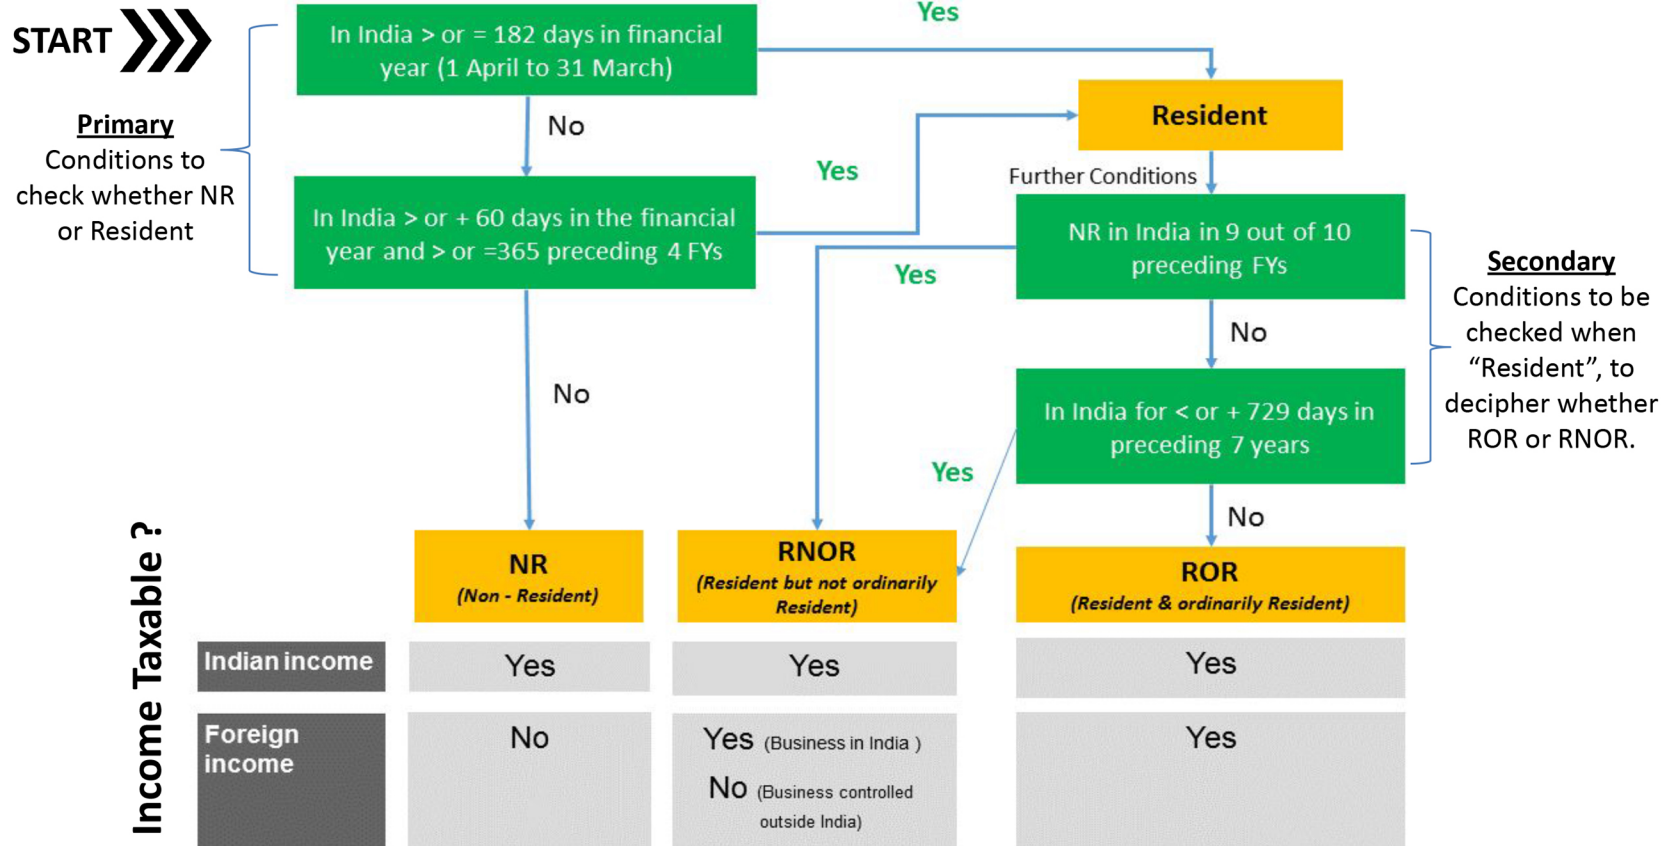 START
Primary
Conditions to
check whether NR
or Resident
In India > or = 182 days in financial
year (1 April to 31 March)
Yes
No
In India > or + 60 days in the financial
year and > or =365 preceding 4 FYs
Yes
No
Resident
Further Conditions
NR in India in 9 out of 10
preceding FYs
Yes
No
In India for < or + 729 days in
preceding 7 years
Yes
No
Secondary
Conditions to be
checked when
“Resident”, to
decipher whether
ROR or RNOR.
NR
(Non - Resident)
RNOR
(Resident but not ordinarily
Resident)
ROR
(Resident & ordinarily Resident)
Income Taxable ?
Indian income
Yes
Yes
Yes
Foreign
income
No
Yes (Business in India )
No (Business controlled
outside India)
Yes